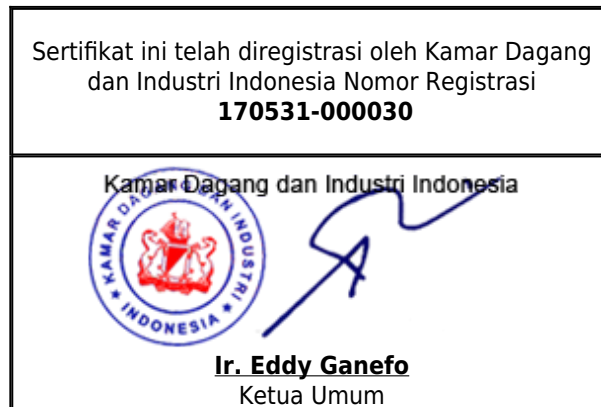 Sertifikat ini telah diregistrasi oleh Kamar Dagang
dan Industri Indonesia Nomor Registrasi
170531-000030
Kamar Dagang dan Industri Indonesia
KAMAR DAGANG DAN INDUSTRI
★ INDONESIA ★
Ir. Eddy Ganefo
Ketua Umum